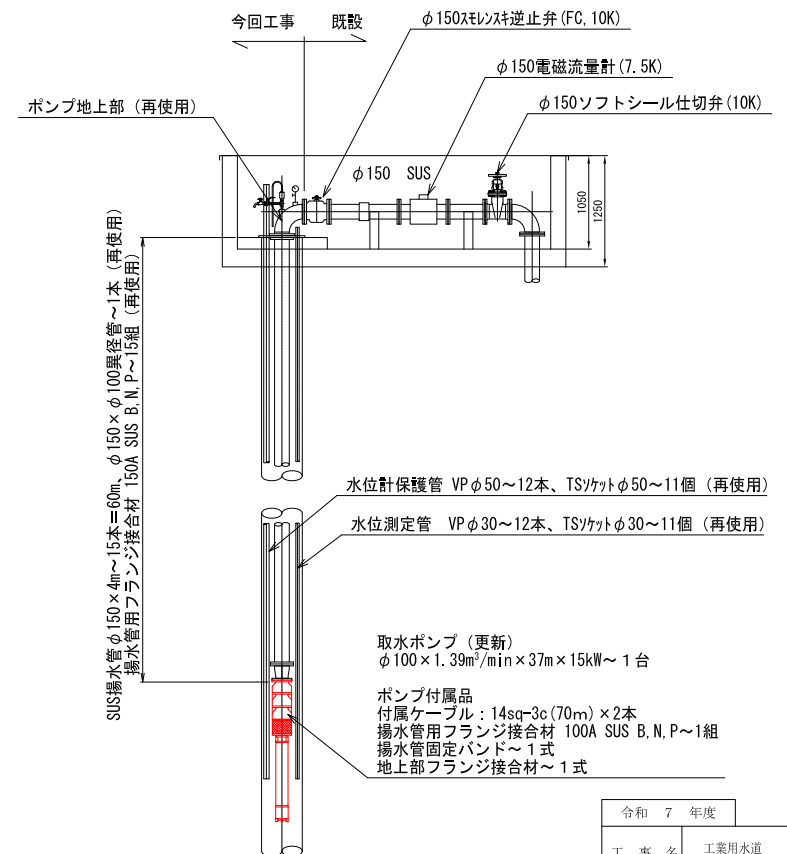 今回工事 既設
φ150スモレンスキ逆止弁(FC, 10K)
φ150電磁流量計(7.5K)
φ150ソフトシール仕切弁(10K)
ポンプ地上部（再使用）
φ150 SUS
1050
1250
SUS揚水管φ150×4m～15本＝60m、φ150×φ100異径管～1本（再使用）
揚水管用フランジ接合材 150A SUS B,N,P～15組（再使用）
水位計保護管 VPφ50～12本、TSソケットφ50～11個（再使用）
水位測定管 VPφ30～12本、TSソケットφ30～11個（再使用）
取水ポンプ（更新）
φ100×1.39m³/min×37m×15kW～１台
ポンプ付属品
付属ケーブル：14sq-3c(70m)×2本
揚水管用フランジ接合材 100A SUS B,N,P～1組
揚水管固定バンド～１式
地上部フランジ接合材～１式
令和 7 年度
工事名 工業用水道